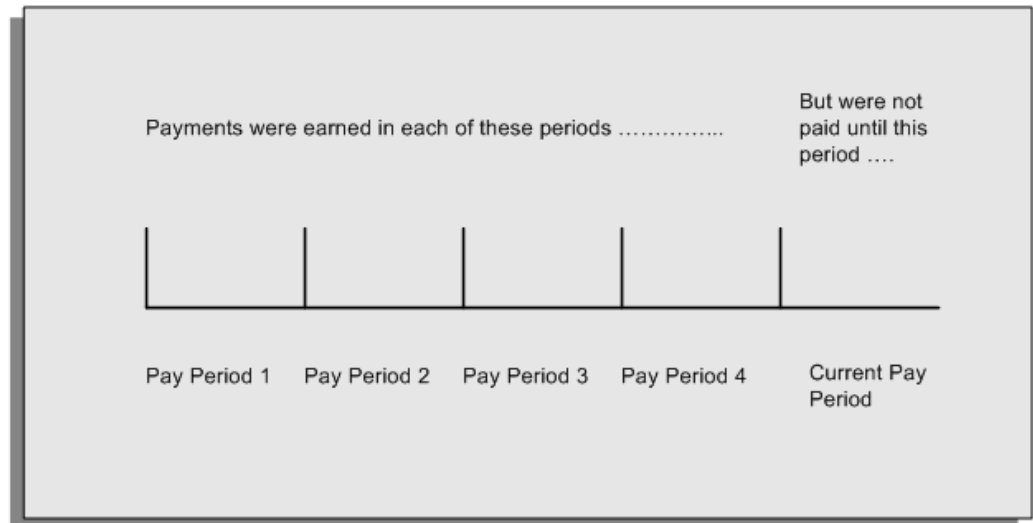 Payments were earned in each of these periods …………...
But were not
paid until this
period ….
Pay Period 1
Pay Period 2
Pay Period 3
Pay Period 4
Current Pay
Period